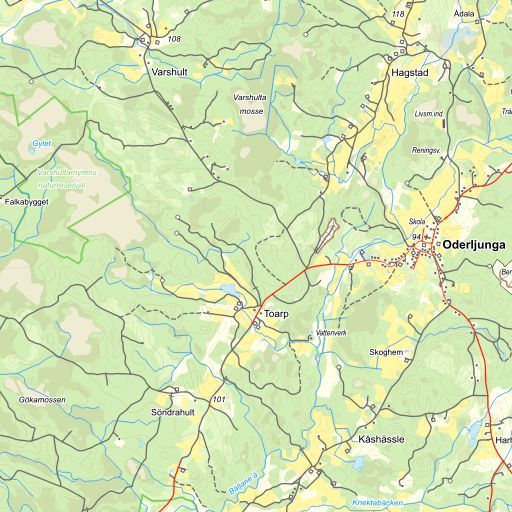 118
Ådala
108
Varshult
Hagstad
Varshulta
mosse
Livsm.ind.
Gylet
Reningsv.
Varshultamyrens
naturreservat
Falkabygget
Skola
94
Oderljunga
Toarp
Vattenverk
Skoghem
Gökamossen
101
Söndrahult
Kåshässle
Baljane å
Knektabäcken